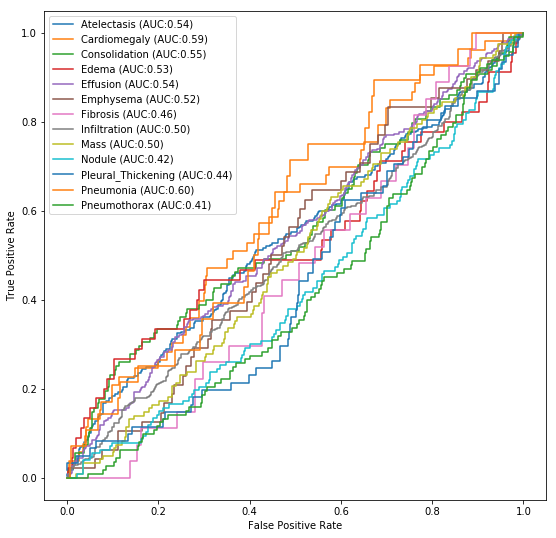 Atelectasis (AUC:0.54)
Cardiomegaly (AUC:0.59)
Consolidation (AUC:0.55)
Edema (AUC:0.53)
Effusion (AUC:0.54)
Emphysema (AUC:0.52)
Fibrosis (AUC:0.46)
Infiltration (AUC:0.50)
Mass (AUC:0.50)
Nodule (AUC:0.42)
Pleural_Thickening (AUC:0.44)
Pneumonia (AUC:0.60)
Pneumothorax (AUC:0.41)
1.0
0.8
0.6
0.4
0.2
0.0
True Positive Rate
0.0 0.2 0.4 0.6 0.8 1.0
False Positive Rate